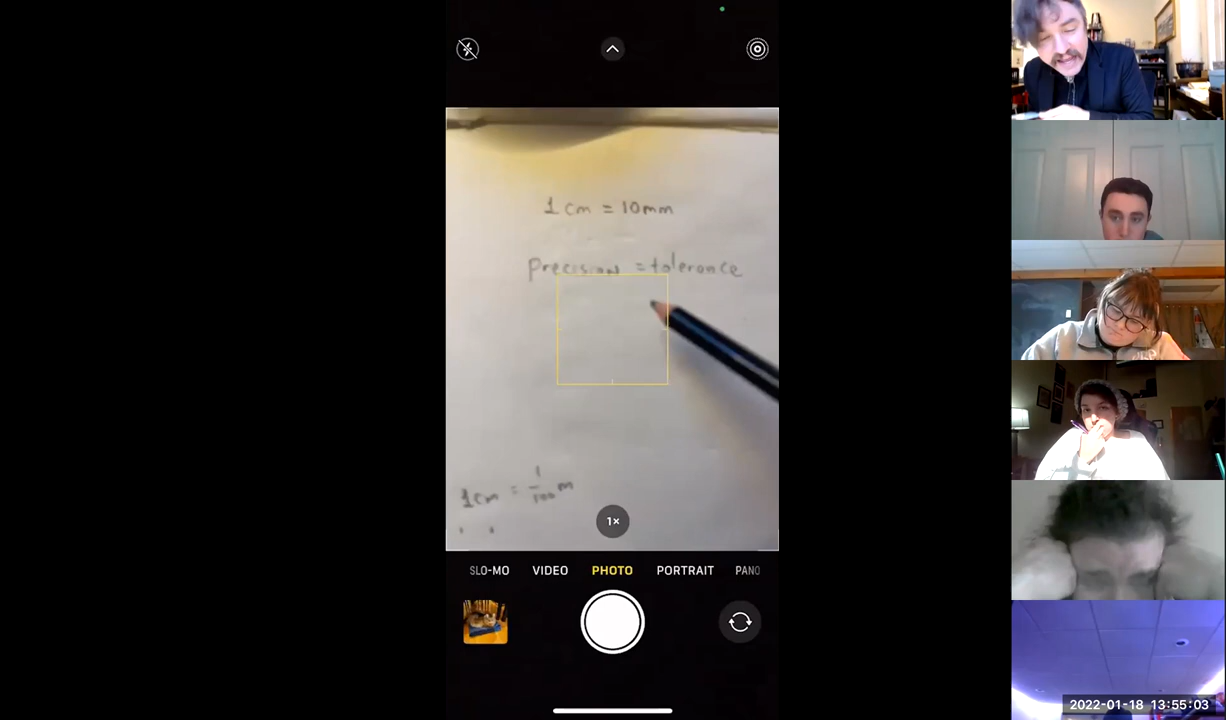 1 cm = 10mm
Precision = tolerance
1cm = 1/100 m
1×
SLO-MO VIDEO PHOTO PORTRAIT PANO
2022-01-18 13:55:03